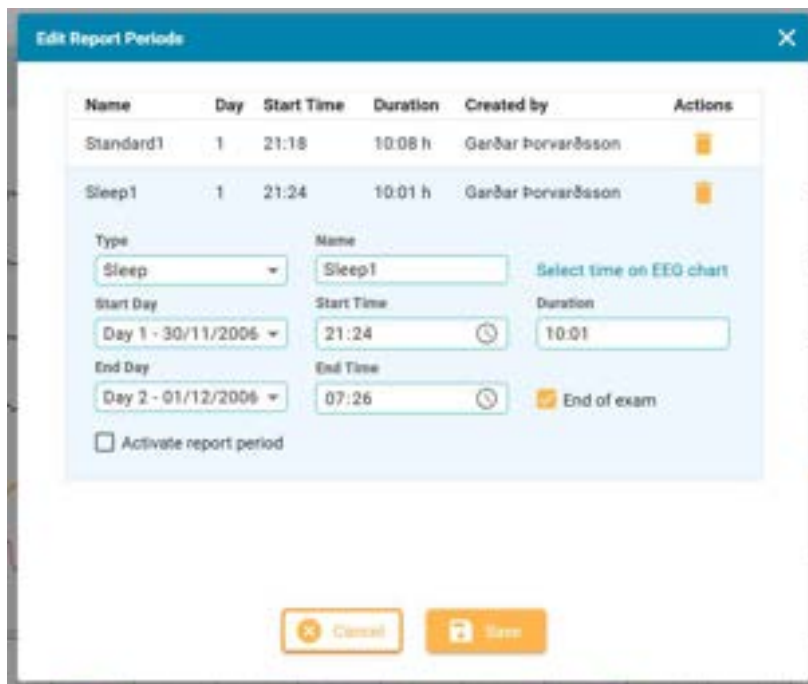 Edit Report Periods
Name Day Start Time Duration Created by Actions
Standard1 1 21:18 10:08 h Garðar Þorvarðsson
Sleep1 1 21:24 10:01 h Garðar Þorvarðsson
Type Name
Sleep Sleep1 Select time on EEG chart
Start Day Start Time Duration
Day 1 - 30/11/2006 21:24 10:01
End Day End Time
Day 2 - 01/12/2006 07:26 End of exam
Activate report period
Cancel Save